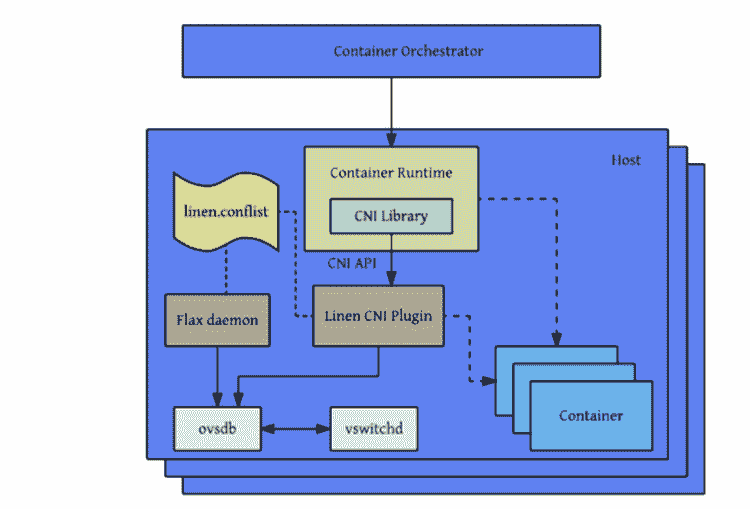 Container Orchestrator
Host
Container Runtime
linen.conflist
CNI Library
CNI API
Flax daemon
Linen CNI Plugin
Container
ovsdb
vswitchd